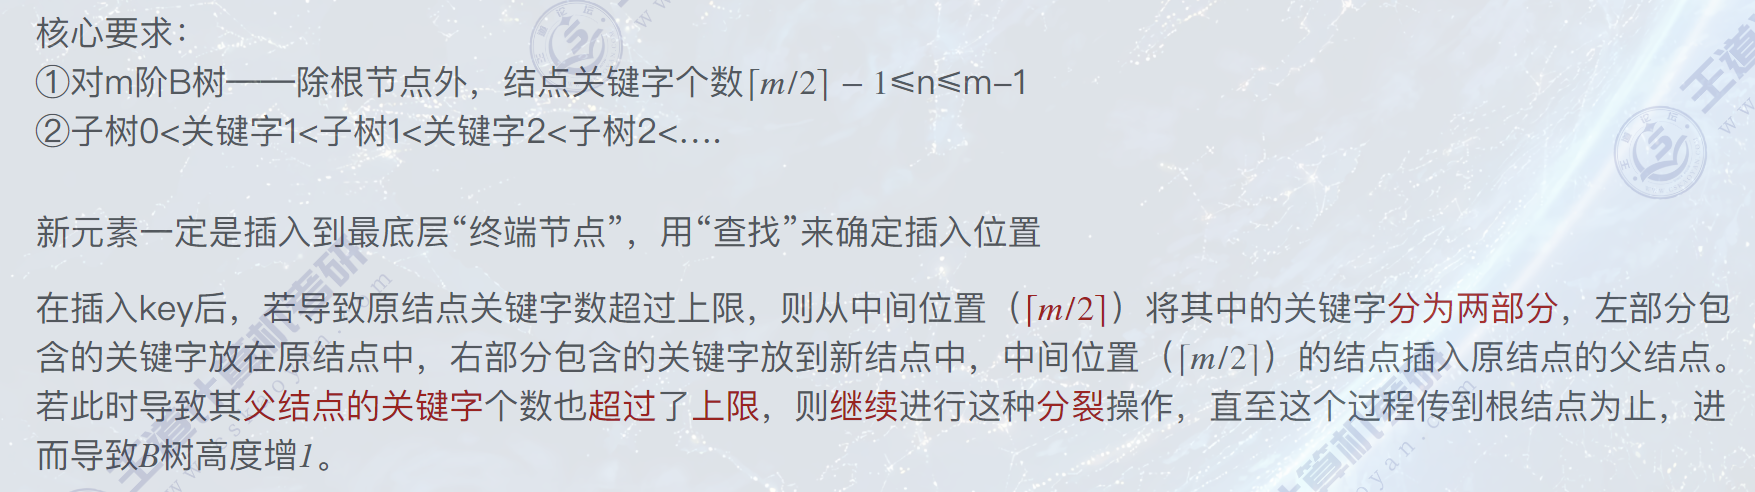 核心要求：
①对m阶B树——除根节点外，结点关键字个数⌈m/2⌉ – 1≤n≤m-1
②子树0<关键字1<子树1<关键字2<子树2<….
新元素一定是插入到最底层“终端节点”，用“查找”来确定插入位置
在插入key后，若导致原结点关键字数超过上限，则从中间位置（⌈m/2⌉）将其中的关键字分为两部分，左部分包
含的关键字放在原结点中，右部分包含的关键字放到新结点中，中间位置（⌈m/2⌉）的结点插入原结点的父结点。
若此时导致其父结点的关键字个数也超过了上限，则继续进行这种分裂操作，直至这个过程传到根结点为止，进
而导致B树高度增1。